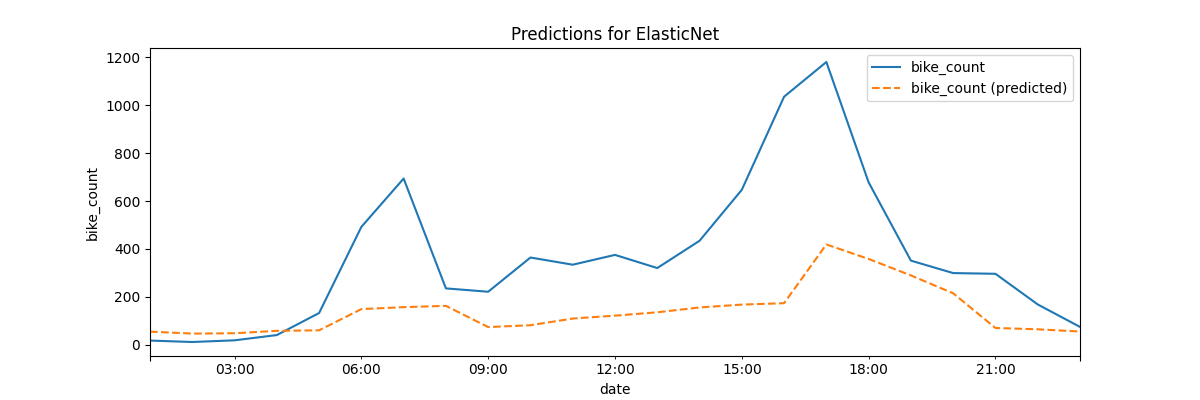 Predictions for ElasticNet
bike_count
bike_count (predicted)
1200
1000
800
600
400
200
0
bike_count
03:00 06:00 09:00 12:00 15:00 18:00 21:00
date